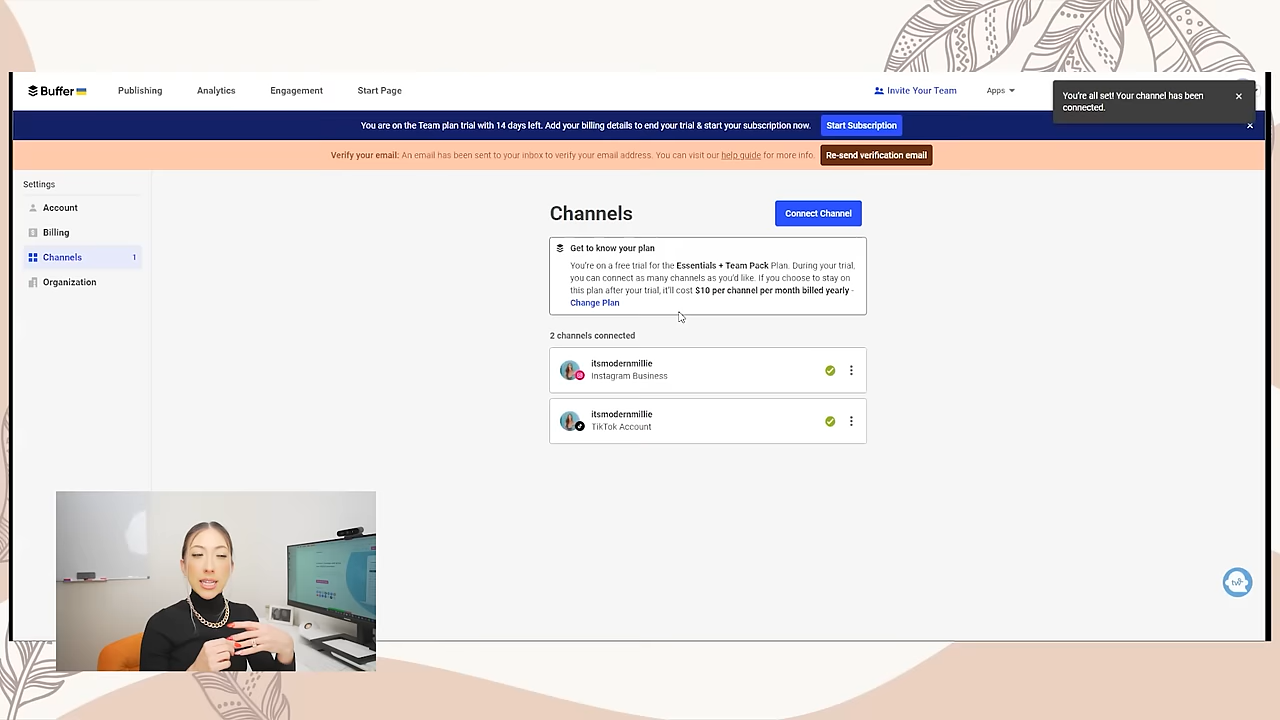 Buffer
Publishing
Analytics
Engagement
Start Page
Invite Your Team
Apps
You're all set! Your channel has been
connected.
You are on the Team plan trial with 14 days left. Add your billing details to end your trial & start your subscription now.
Start Subscription
Verify your email: An email has been sent to your inbox to verify your email address. You can visit our help guide for more info.
Re-send verification email
Settings
Account
Billing
Channels 1
Organization
Channels
Connect Channel
Get to know your plan
You're on a free trial for the Essentials + Team Pack Plan. During your trial,
you can connect as many channels as you'd like. If you choose to stay on
this plan after your trial, it'll cost $10 per channel per month billed yearly -
Change Plan
2 channels connected
itsmodernmillie
Instagram Business
itsmodernmillie
TikTok Account